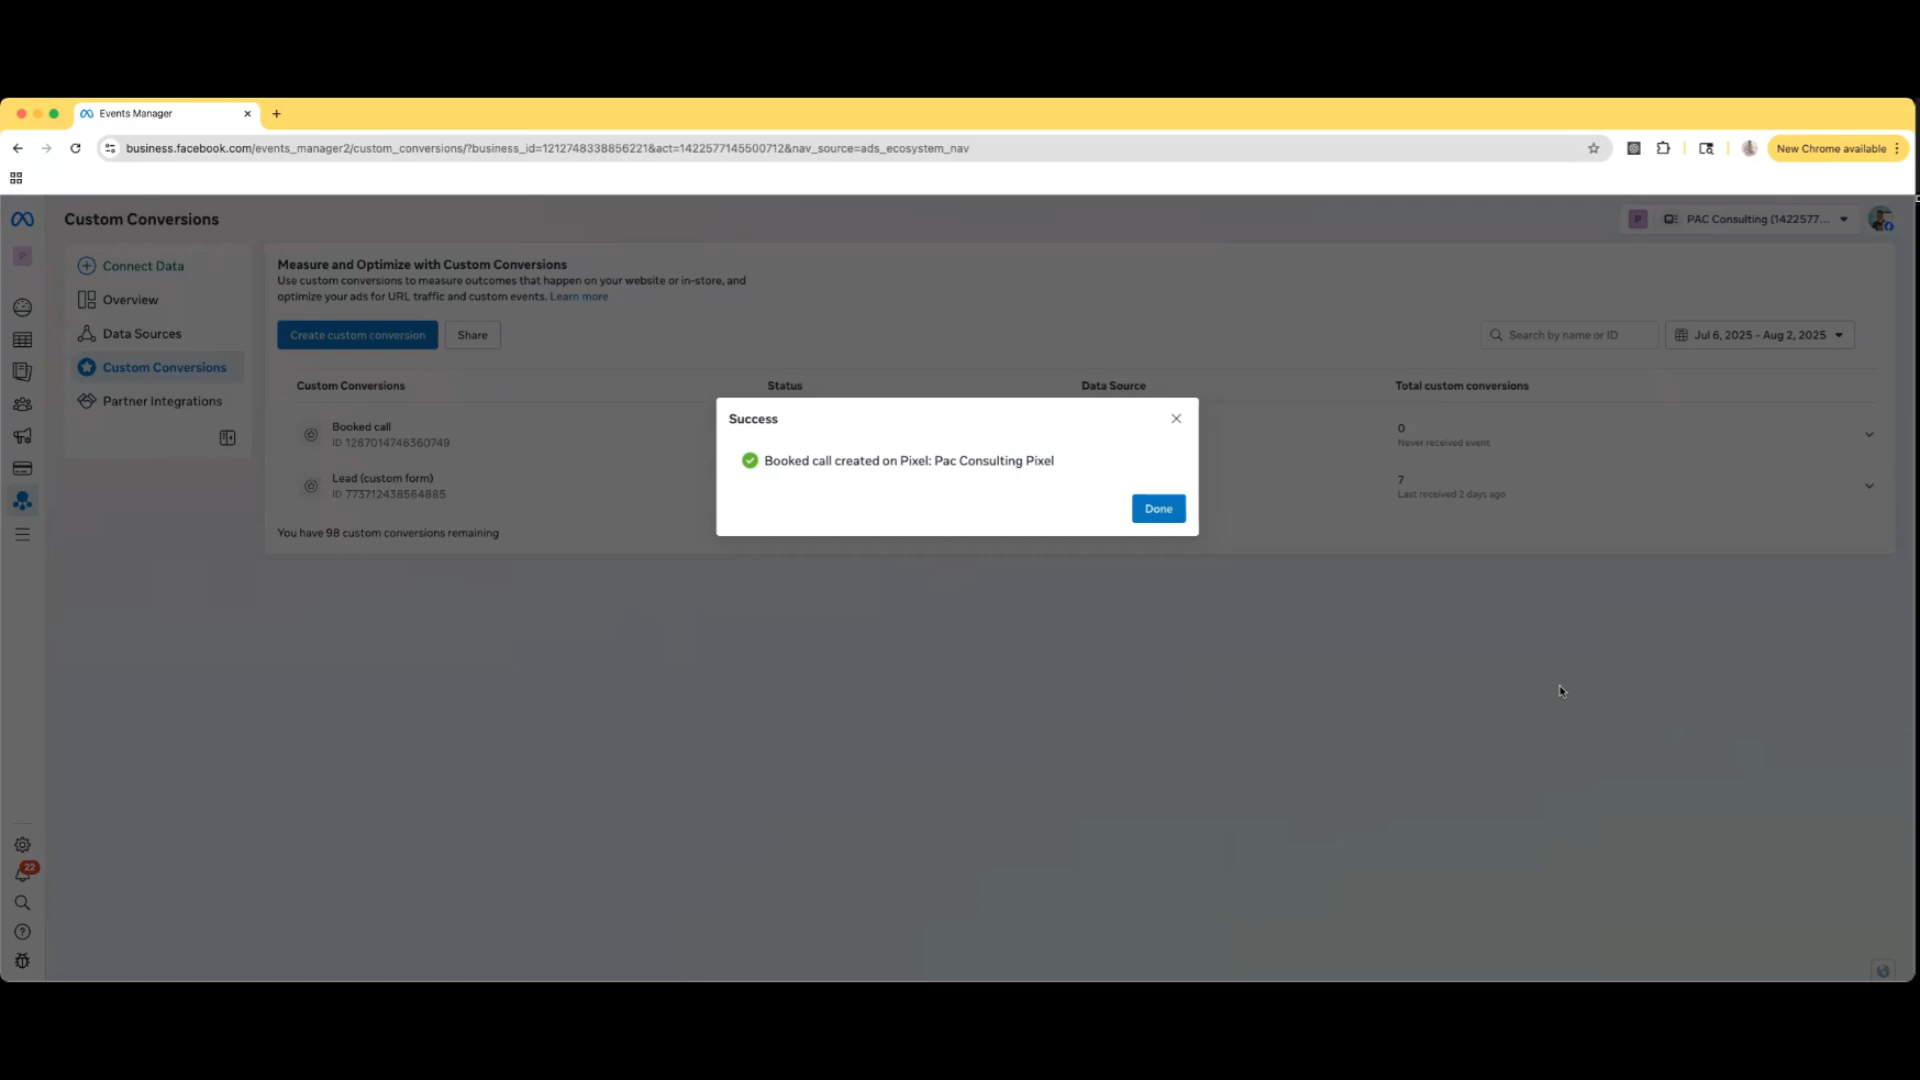 Events Manager
business.facebook.com/events_manager2/custom_conversions/?business_id=1212748338856221&act=1422577145500712&nav_source=ads_ecosystem_nav
New Chrome available
Custom Conversions
P
PAC Consulting (1422577...
P
Connect Data
Overview
Data Sources
Custom Conversions
Partner Integrations
Measure and Optimize with Custom Conversions
Use custom conversions to measure outcomes that happen on your website or in-store, and
optimize your ads for URL traffic and custom events. Learn more
Create custom conversion
Share
Search by name or ID
Jul 6, 2025 – Aug 2, 2025
Custom Conversions
Status
Data Source
Total custom conversions
Booked call
ID 1287014746360749
0
Never received event
Lead (custom form)
ID 773712438564885
7
Last received 2 days ago
You have 98 custom conversions remaining
Success
Booked call created on Pixel: Pac Consulting Pixel
Done
22